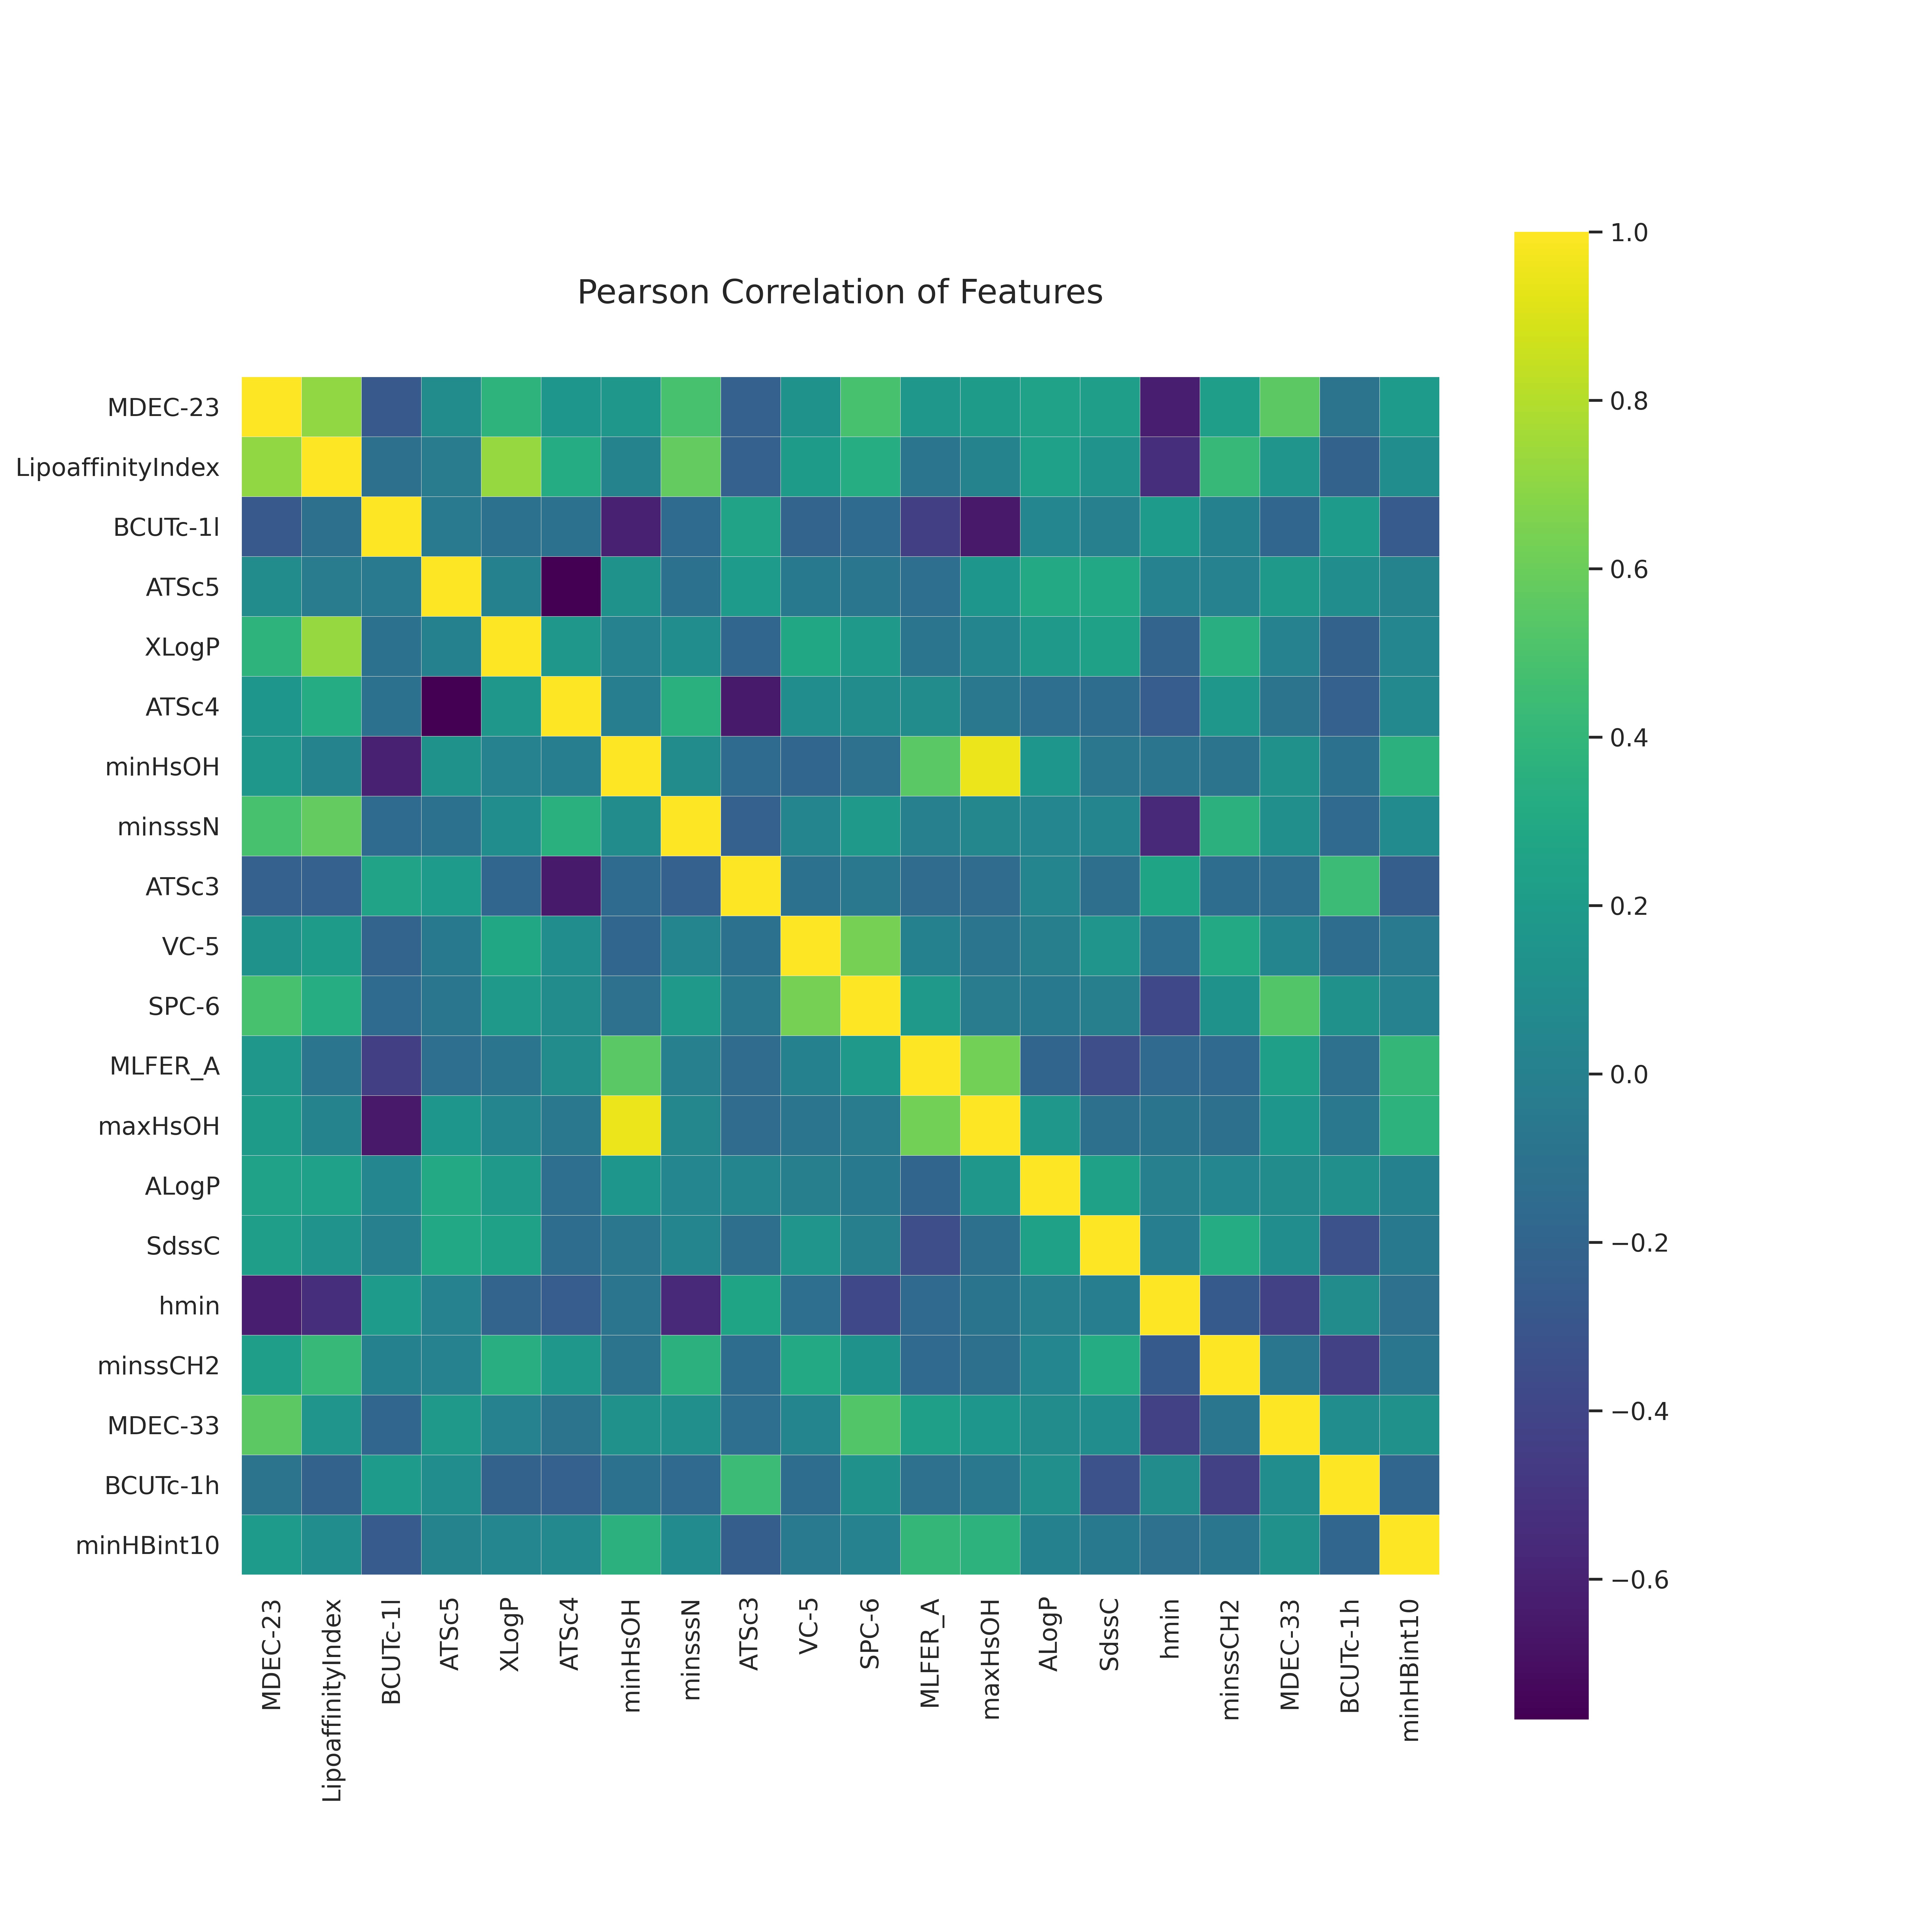 Pearson Correlation of Features
MDEC-23
LipoaffinityIndex
BCUTc-1l
ATSc5
XLogP
ATSc4
minHsOH
minsssN
ATSc3
VC-5
SPC-6
MLFER_A
maxHsOH
ALogP
SdssC
hmin
minssCH2
MDEC-33
BCUTc-1h
minHBint10
MDEC-23
LipoaffinityIndex
BCUTc-1l
ATSc5
XLogP
ATSc4
minHsOH
minsssN
ATSc3
VC-5
SPC-6
MLFER_A
maxHsOH
ALogP
SdssC
hmin
minssCH2
MDEC-33
BCUTc-1h
minHBint10
1.0
0.8
0.6
0.4
0.2
0.0
−0.2
−0.4
−0.6